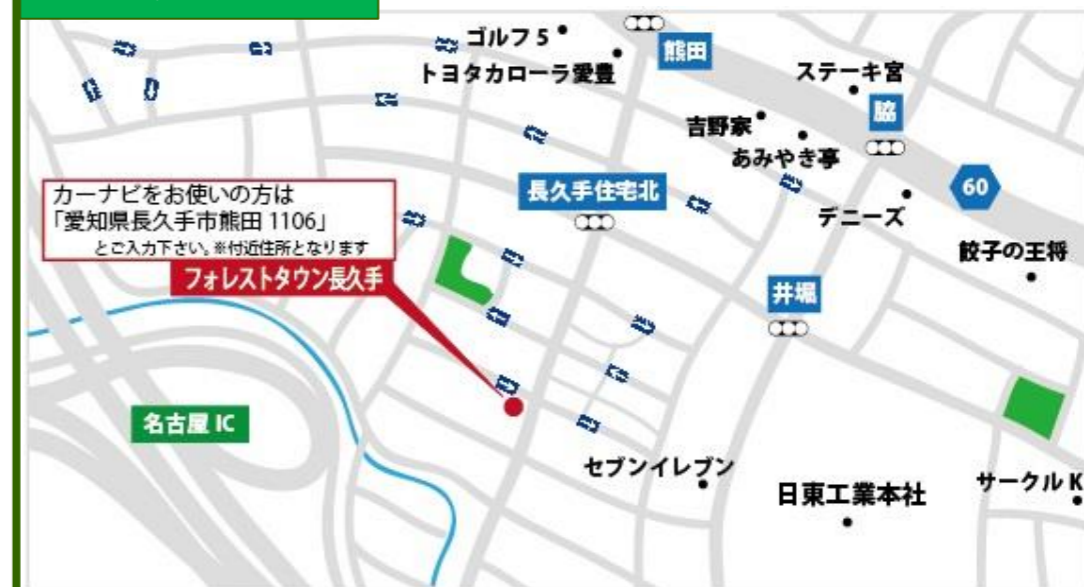 ゴルフ5
熊田
トヨタカローラ愛豊
ステーキ宮
吉野家
脇
あみやき亭
カーナビをお使いの方は
「愛知県長久手市熊田 1106」
とご入力下さい。※付近住所となります
長久手住宅北
60
デニーズ
餃子の王将
フォレストタウン長久手
井堀
名古屋 IC
セブンイレブン
日東工業本社
サークル K